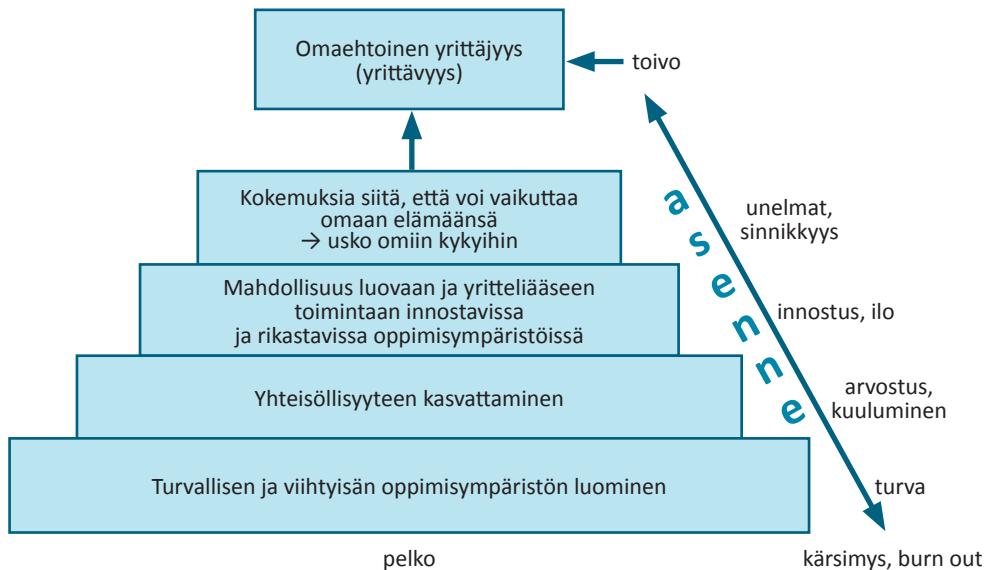 Omaehtoinen yrittäjyys
(yrittävyys)
toivo
Kokemuksia siitä, että voi vaikuttaa
omaan elämäänsä
→ usko omiin kykyihin
unelmat,
sinnikkyys
Mahdollisuus luovaan ja yritteliääseen
toimintaan innostavissa
ja rikastavissa oppimisympäristöissä
innostus, ilo
asenne
Yhteisöllisyyteen kasvattaminen
arvostus,
kuuluminen
Turvallisen ja viihtyisän oppimisympäristön luominen
turva
pelko
kärsimys, burn out